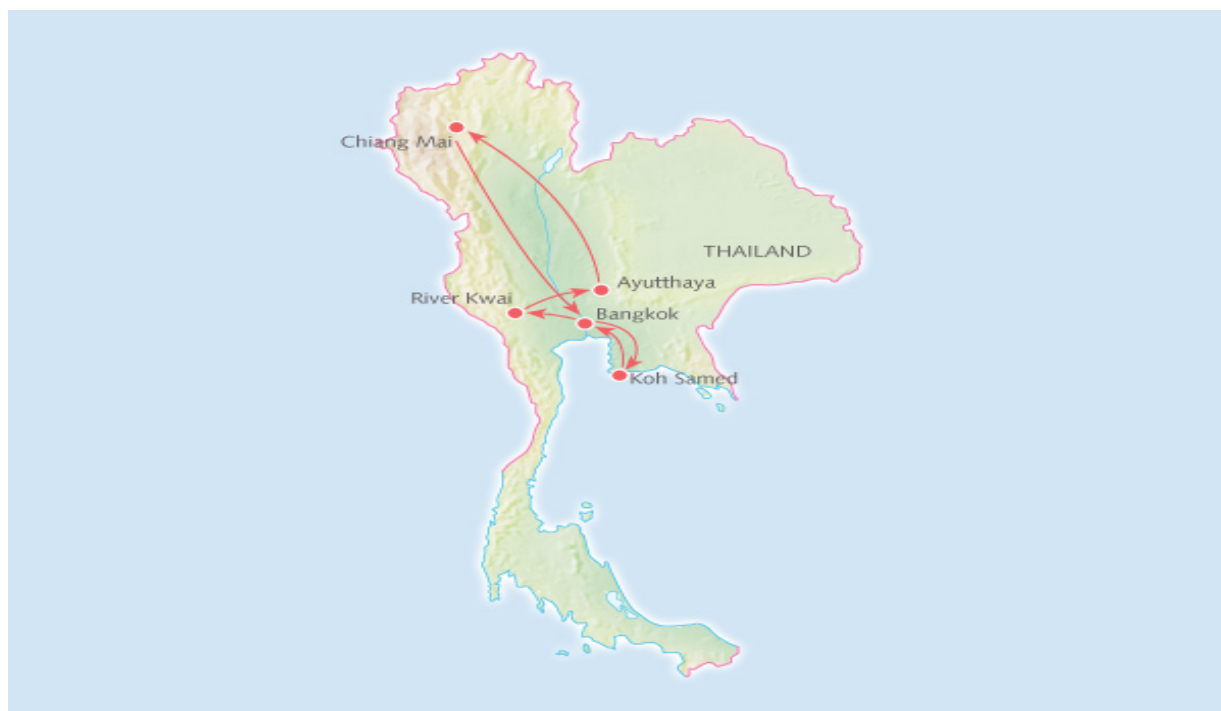 Chiang Mai
THAILAND
Ayutthaya
River Kwai
Bangkok
Koh Samed